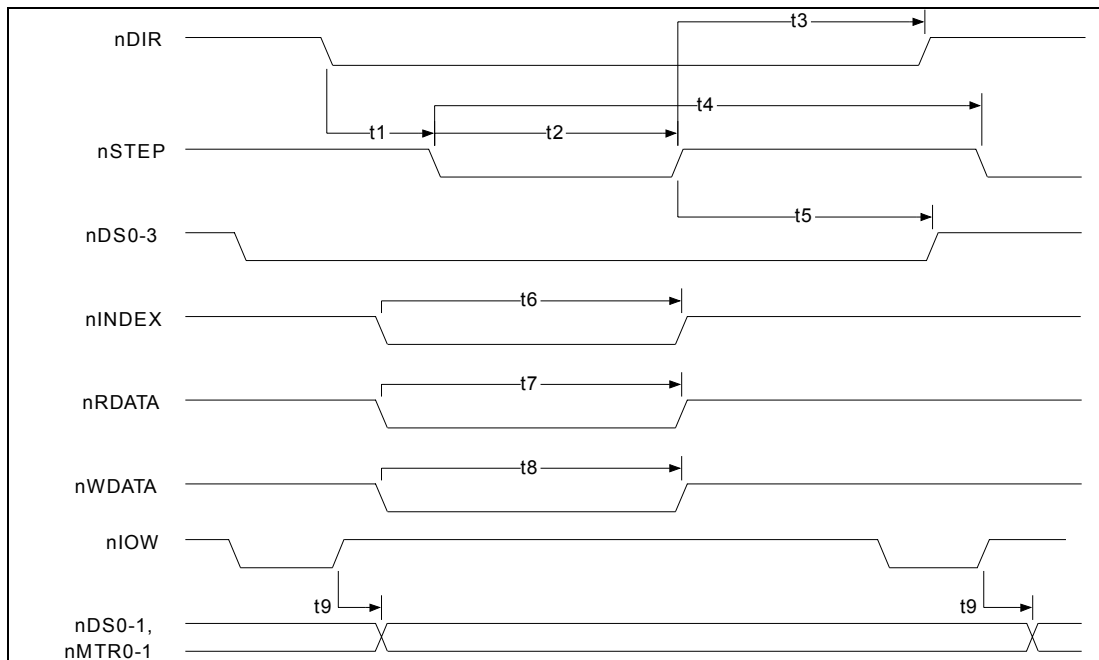 t3
nDIR
t4
t1
t2
nSTEP
t5
nDS0-3
t6
nINDEX
t7
nRDATA
t8
nWDATA
nIOW
t9
t9
nDS0-1,
nMTR0-1